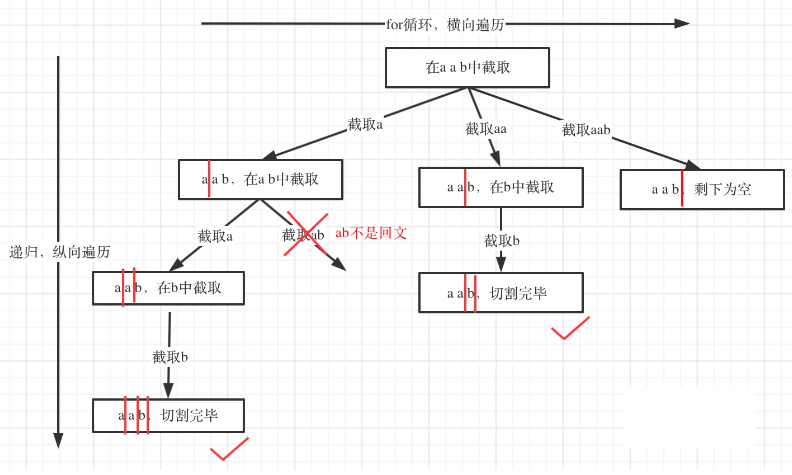 for循环，横向遍历
在a a b中截取
截取a
截取aa
截取aab
a a b，在a b中截取
a a b，在b中截取
a a b，剩下为空
截取a
截取ab
ab不是回文
截取b
递归，纵向遍历
a a b，在b中截取
a a b，切割完毕
截取b
a a b，切割完毕